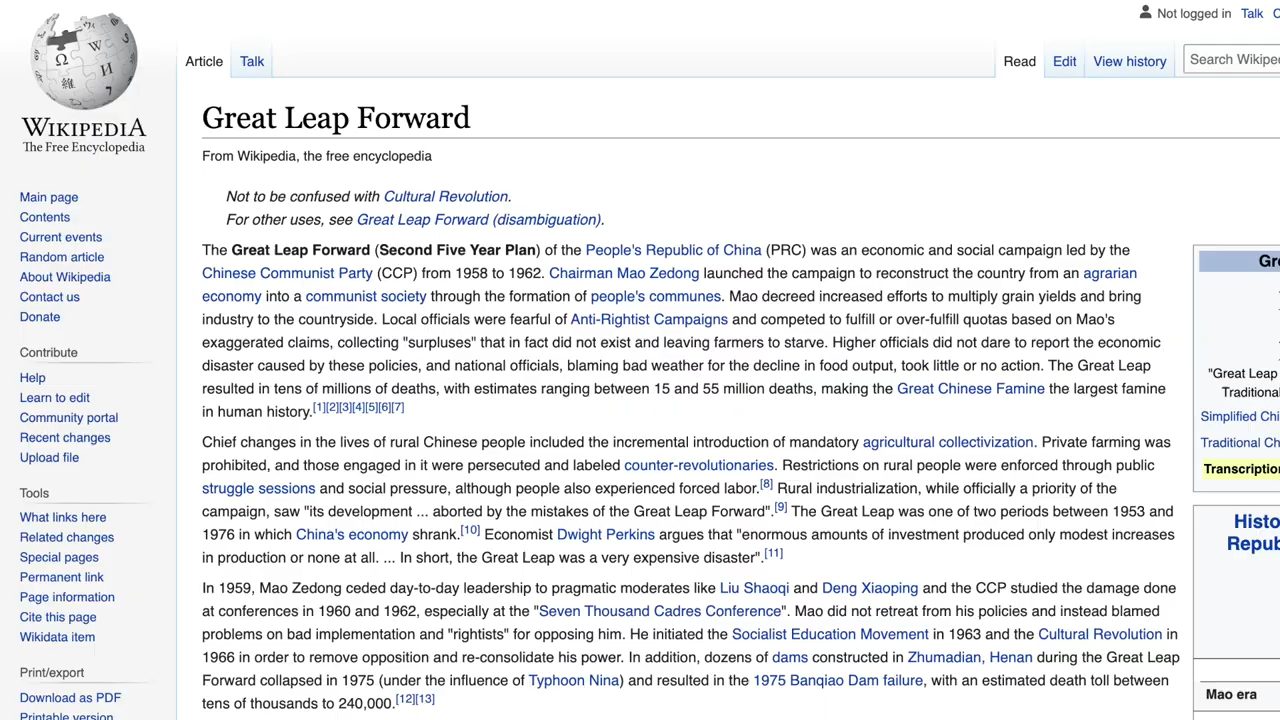 Not logged in Talk
Article Talk Read Edit View history Search Wikipe
WIKIPEDIA
The Free Encyclopedia
Main page
Contents
Current events
Random article
About Wikipedia
Contact us
Donate
Contribute
Help
Learn to edit
Community portal
Recent changes
Upload file
Tools
What links here
Related changes
Special pages
Permanent link
Page information
Cite this page
Wikidata item
Print/export
Download as PDF
Printable version
Great Leap Forward
From Wikipedia, the free encyclopedia
Not to be confused with Cultural Revolution.
For other uses, see Great Leap Forward (disambiguation).
The Great Leap Forward (Second Five Year Plan) of the People's Republic of China (PRC) was an economic and social campaign led by the
Chinese Communist Party (CCP) from 1958 to 1962. Chairman Mao Zedong launched the campaign to reconstruct the country from an agrarian
economy into a communist society through the formation of people's communes. Mao decreed increased efforts to multiply grain yields and bring
industry to the countryside. Local officials were fearful of Anti-Rightist Campaigns and competed to fulfill or over-fulfill quotas based on Mao's
exaggerated claims, collecting "surpluses" that in fact did not exist and leaving farmers to starve. Higher officials did not dare to report the economic
disaster caused by these policies, and national officials, blaming bad weather for the decline in food output, took little or no action. The Great Leap
resulted in tens of millions of deaths, with estimates ranging between 15 and 55 million deaths, making the Great Chinese Famine the largest famine
in human history.[1][2][3][4][5][6][7]
Chief changes in the lives of rural Chinese people included the incremental introduction of mandatory agricultural collectivization. Private farming was
prohibited, and those engaged in it were persecuted and labeled counter-revolutionaries. Restrictions on rural people were enforced through public
struggle sessions and social pressure, although people also experienced forced labor.[8] Rural industrialization, while officially a priority of the
campaign, saw "its development ... aborted by the mistakes of the Great Leap Forward".[9] The Great Leap was one of two periods between 1953 and
1976 in which China's economy shrank.[10] Economist Dwight Perkins argues that "enormous amounts of investment produced only modest increases
in production or none at all. ... In short, the Great Leap was a very expensive disaster".[11]
In 1959, Mao Zedong ceded day-to-day leadership to pragmatic moderates like Liu Shaoqi and Deng Xiaoping and the CCP studied the damage done
at conferences in 1960 and 1962, especially at the "Seven Thousand Cadres Conference". Mao did not retreat from his policies and instead blamed
problems on bad implementation and "rightists" for opposing him. He initiated the Socialist Education Movement in 1963 and the Cultural Revolution in
1966 in order to remove opposition and re-consolidate his power. In addition, dozens of dams constructed in Zhumadian, Henan during the Great Leap
Forward collapsed in 1975 (under the influence of Typhoon Nina) and resulted in the 1975 Banqiao Dam failure, with an estimated death toll between
tens of thousands to 240,000.[12][13]
Gre
"Great Leap
Traditiona
Simplified Chi
Traditional Ch
Transcriptio
Histo
Repub
Mao era